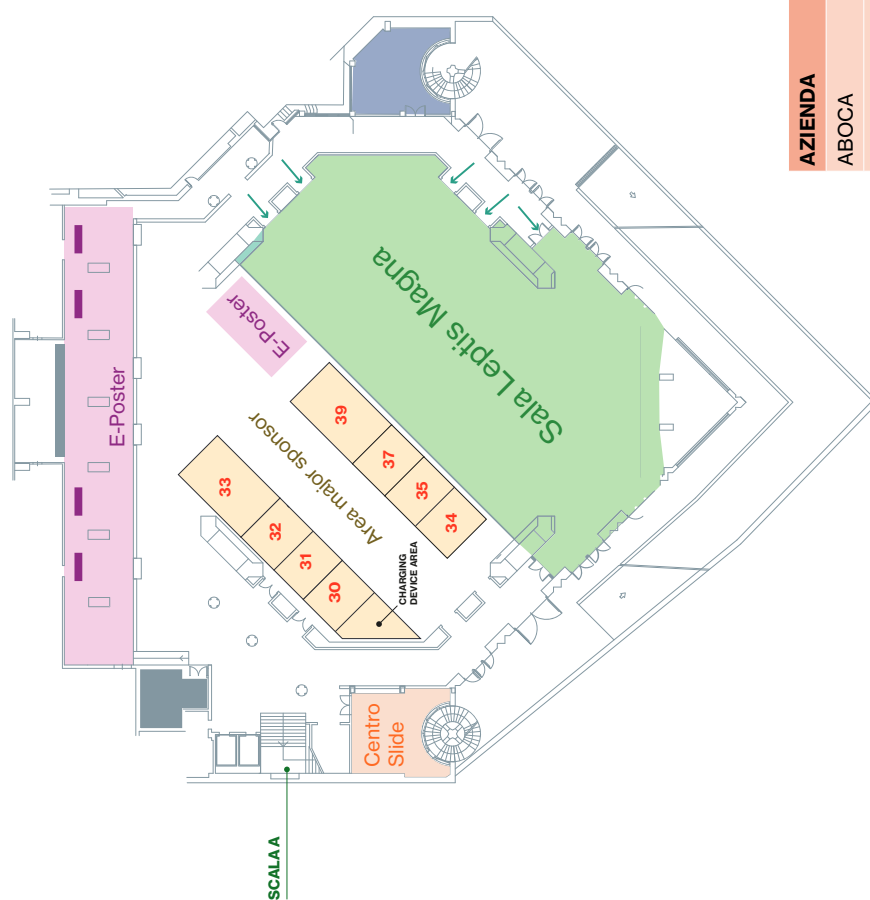 AZIENDA
ABOCA
E-Poster
E-Poster
Sala Leptis Magna
Area major sponsor
39
37
35
34
33
32
31
30
CHARGING
DEVICE AREA
Centro
Slide
SCALA A